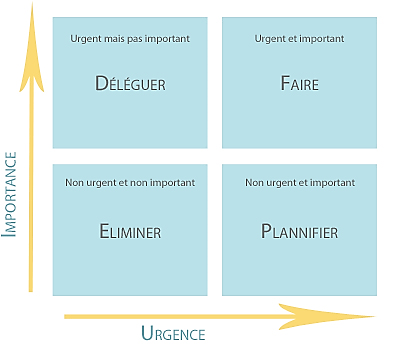 Urgent mais pas important
DÉLÉGUER
Urgent et important
FAIRE
Non urgent et non important
ELIMINER
Non urgent et important
PLANNIFIER
IMPORTANCE
URGENCE